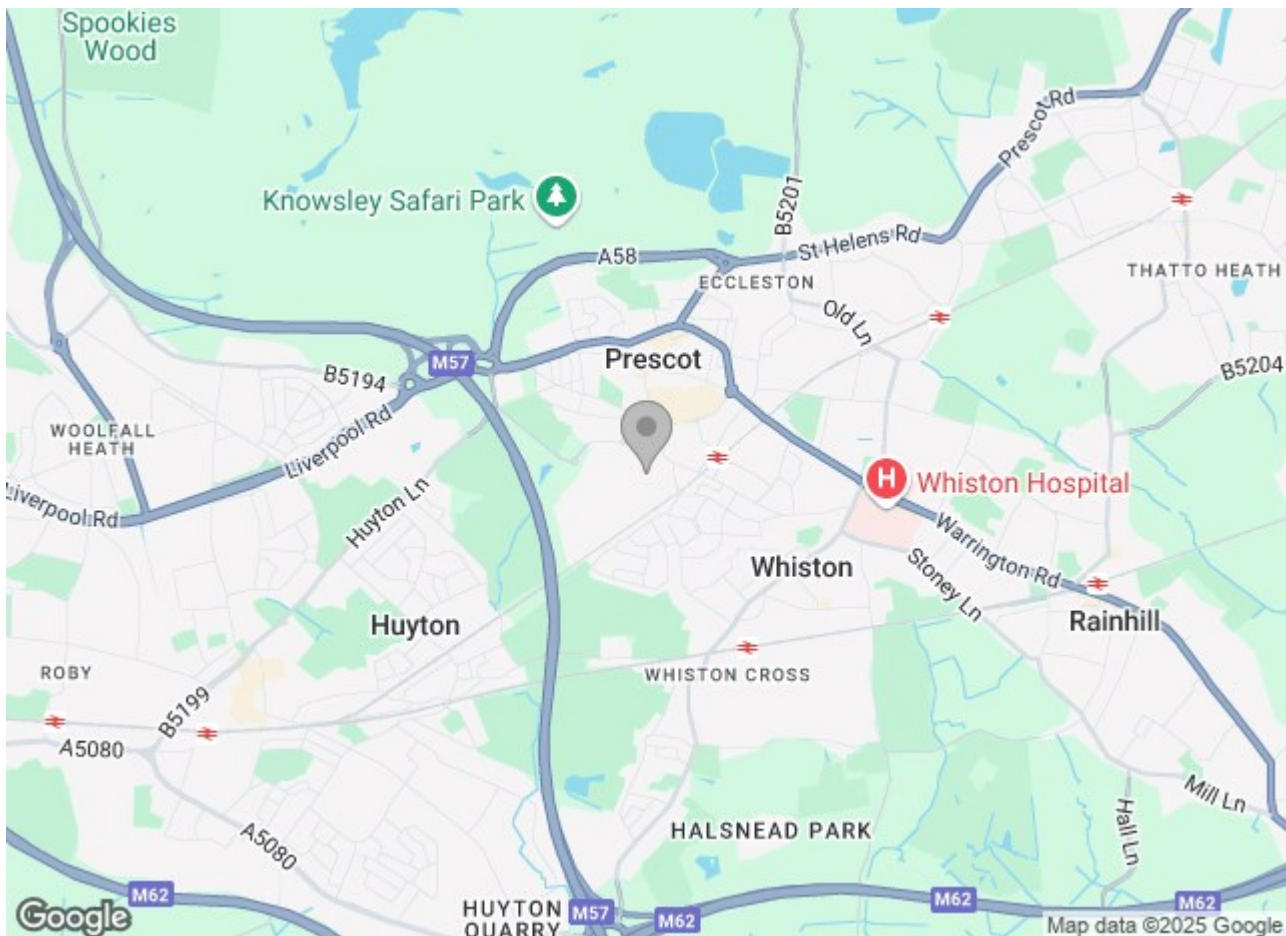 Spookies
Wood
Knowsley Safari Park
B5201
Prescot Rd
St Helens Rd
A58
ECCLESTON
THATTO HEATH
Old Ln
B5204
M57
Prescot
B5194
WOOLFALL
HEATH
Liverpool Rd
Liverpool Rd
Huyton Ln
H
Whiston Hospital
Warrington Rd
Whiston
Stoney Ln
Rainhill
Huyton
ROBY
WHISTON CROSS
B5199
A5080
A5080
Mill Ln
Hall Ln
HALSNEAD PARK
M62
HUYTON
QUARRY
M57
M62
M62
M62
Google
Map data ©2025 Google